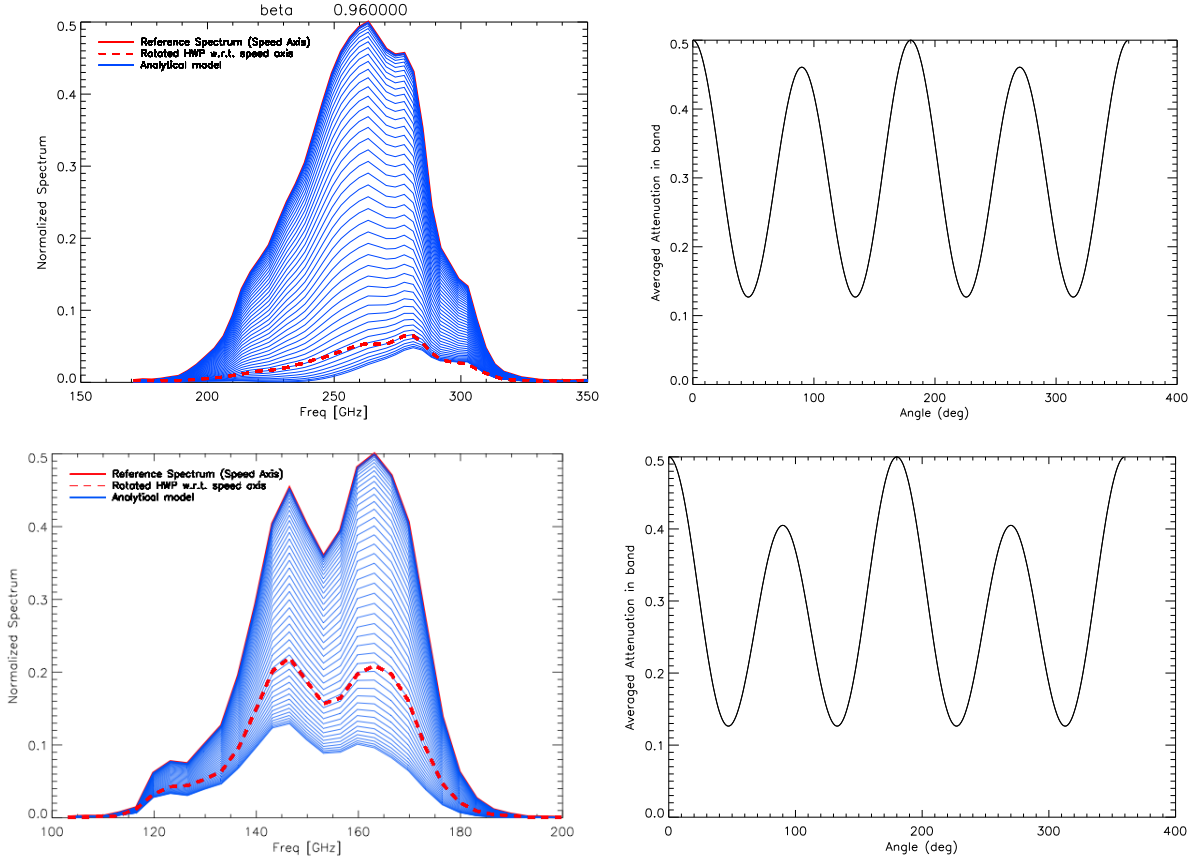 beta 0.960000
Reference Spectrum (Speed Axis)
Rotated HWP w.r.t. speed axis
Analytical model
Normalized Spectrum
0.5
0.4
0.3
0.2
0.1
0.0
150 200 250 300 350
Freq [GHz]
Averaged Attenuation in band
0.5
0.4
0.3
0.2
0.1
0.0
0 100 200 300 400
Angle (deg)
Reference Spectrum (Speed Axis)
Rotated HWP w.r.t. speed axis
Analytical model
Normalized Spectrum
0.5
0.4
0.3
0.2
0.1
0.0
100 120 140 160 180 200
Freq [GHz]
Averaged Attenuation in band
0.5
0.4
0.3
0.2
0.1
0.0
0 100 200 300 400
Angle (deg)